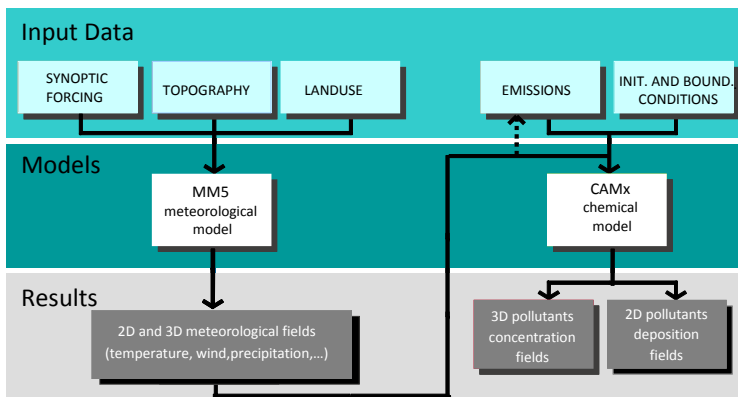 Input Data
SYNOPTIC
FORCING
TOPOGRAPHY
LANDUSE
EMISSIONS
INIT. AND BOUND.
CONDITIONS
Models
MM5
meteorological
model
CAMx
chemical
model
Results
2D and 3D meteorological fields
(temperature, wind,precipitation,...)
3D pollutants
concentration
fields
2D pollutants
deposition
fields